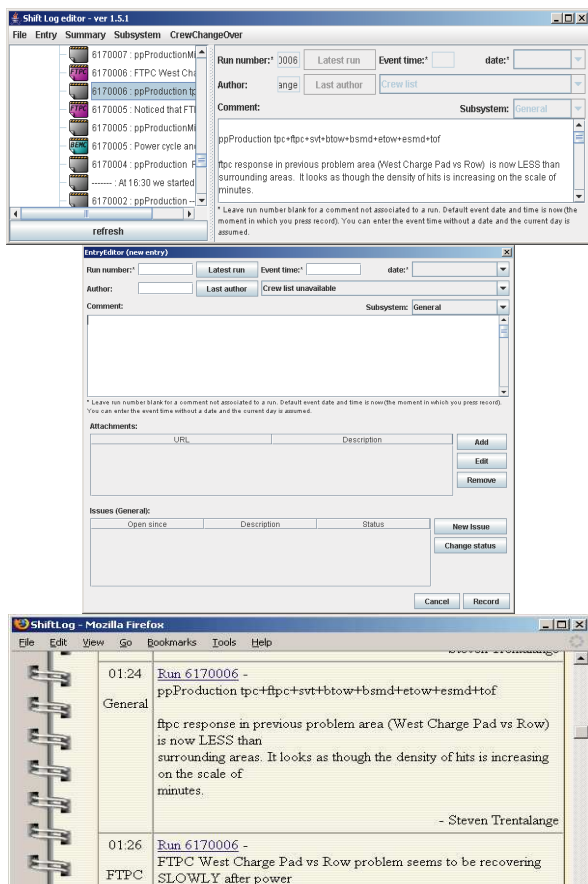 Shift Log editor - ver 1.5.1
File Entry Summary Subsystem CrewChangeOver
6170007 : ppProductionMi
6170006 : FTPC West Cha
6170006 : ppProduction tp
6170005 : Noticed that FTI
6170005 : ppProductionMi
6170005 : Power cycle and
6170004 : ppProduction
------- : At 16:30 we started
6170002 : ppProduction --
refresh
Run number:* 0006 Latest run Event time:* date:*
Author: ange Last author Crew list
Comment: Subsystem: General
ppProduction tpc+ftpc+svt+btow+bsmd+etow+esmd+tof
ftpc response in previous problem area (West Charge Pad vs Row) is now LESS than
surrounding areas. It looks as though the density of hits is increasing on the scale of
minutes.
* Leave run number blank for a comment not associated to a run. Default event date and time is now (the
moment in which you press record). You can enter the event time without a date and the current day is
assumed.
EntryEditor (new entry)
Run number:* Latest run Event time:* date:*
Author: Last author Crew list unavailable
Comment: Subsystem: General
* Leave run number blank for a comment not associated to a run. Default event date and time is now (the moment in which you press record).
You can enter the event time without a date and the current day is assumed.
Attachments:
URL Description
Add
Edit
Remove
Issues (General):
Open since Description Status
New Issue
Change status
Cancel Record
ShiftLog - Mozilla Firefox
File Edit View Go Bookmarks Tools Help
01:24 Run 6170006 -
General ppProduction tpc+ftpc+svt+btow+bsmd+etow+esmd+tof
ftpc response in previous problem area (West Charge Pad vs Row)
is now LESS than
surrounding areas. It looks as though the density of hits is increasing
on the scale of
minutes.
- Steven Trentalange
01:26 Run 6170006 -
FTPC FTPC West Charge Pad vs Row problem seems to be recovering
SLOWLY after power